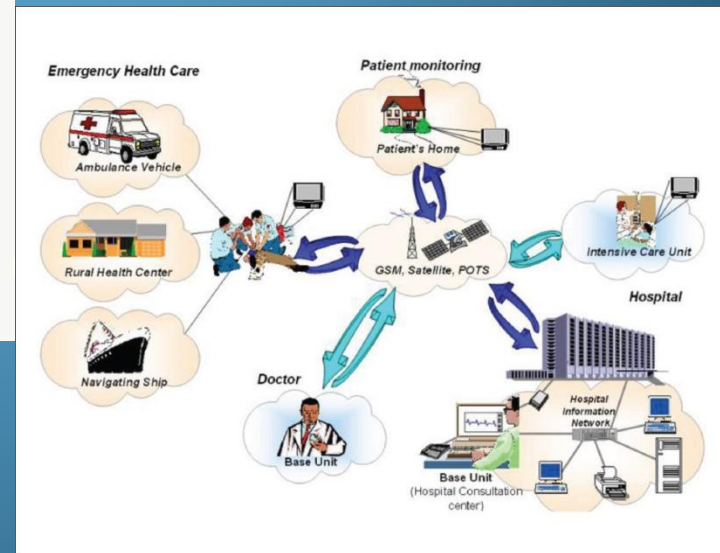 Emergency Health Care
Patient monitoring
Ambulance Vehicle
Patient's Home
Rural Health Center
GSM, Satellite, POTS
Intensive Care Unit
Navigating Ship
Hospital
Doctor
Base Unit
Hospital
Information
Network
Base Unit
(Hospital Consultation
center)